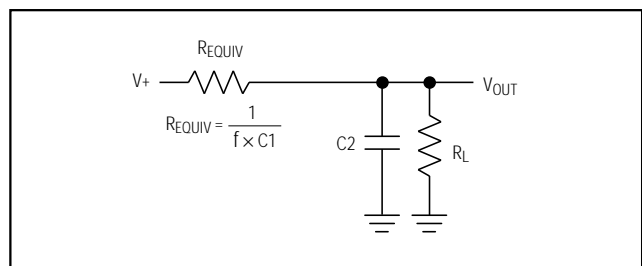 REQUIV
V+
VOUT
REQUIV = 1
f × C1
C2
RL